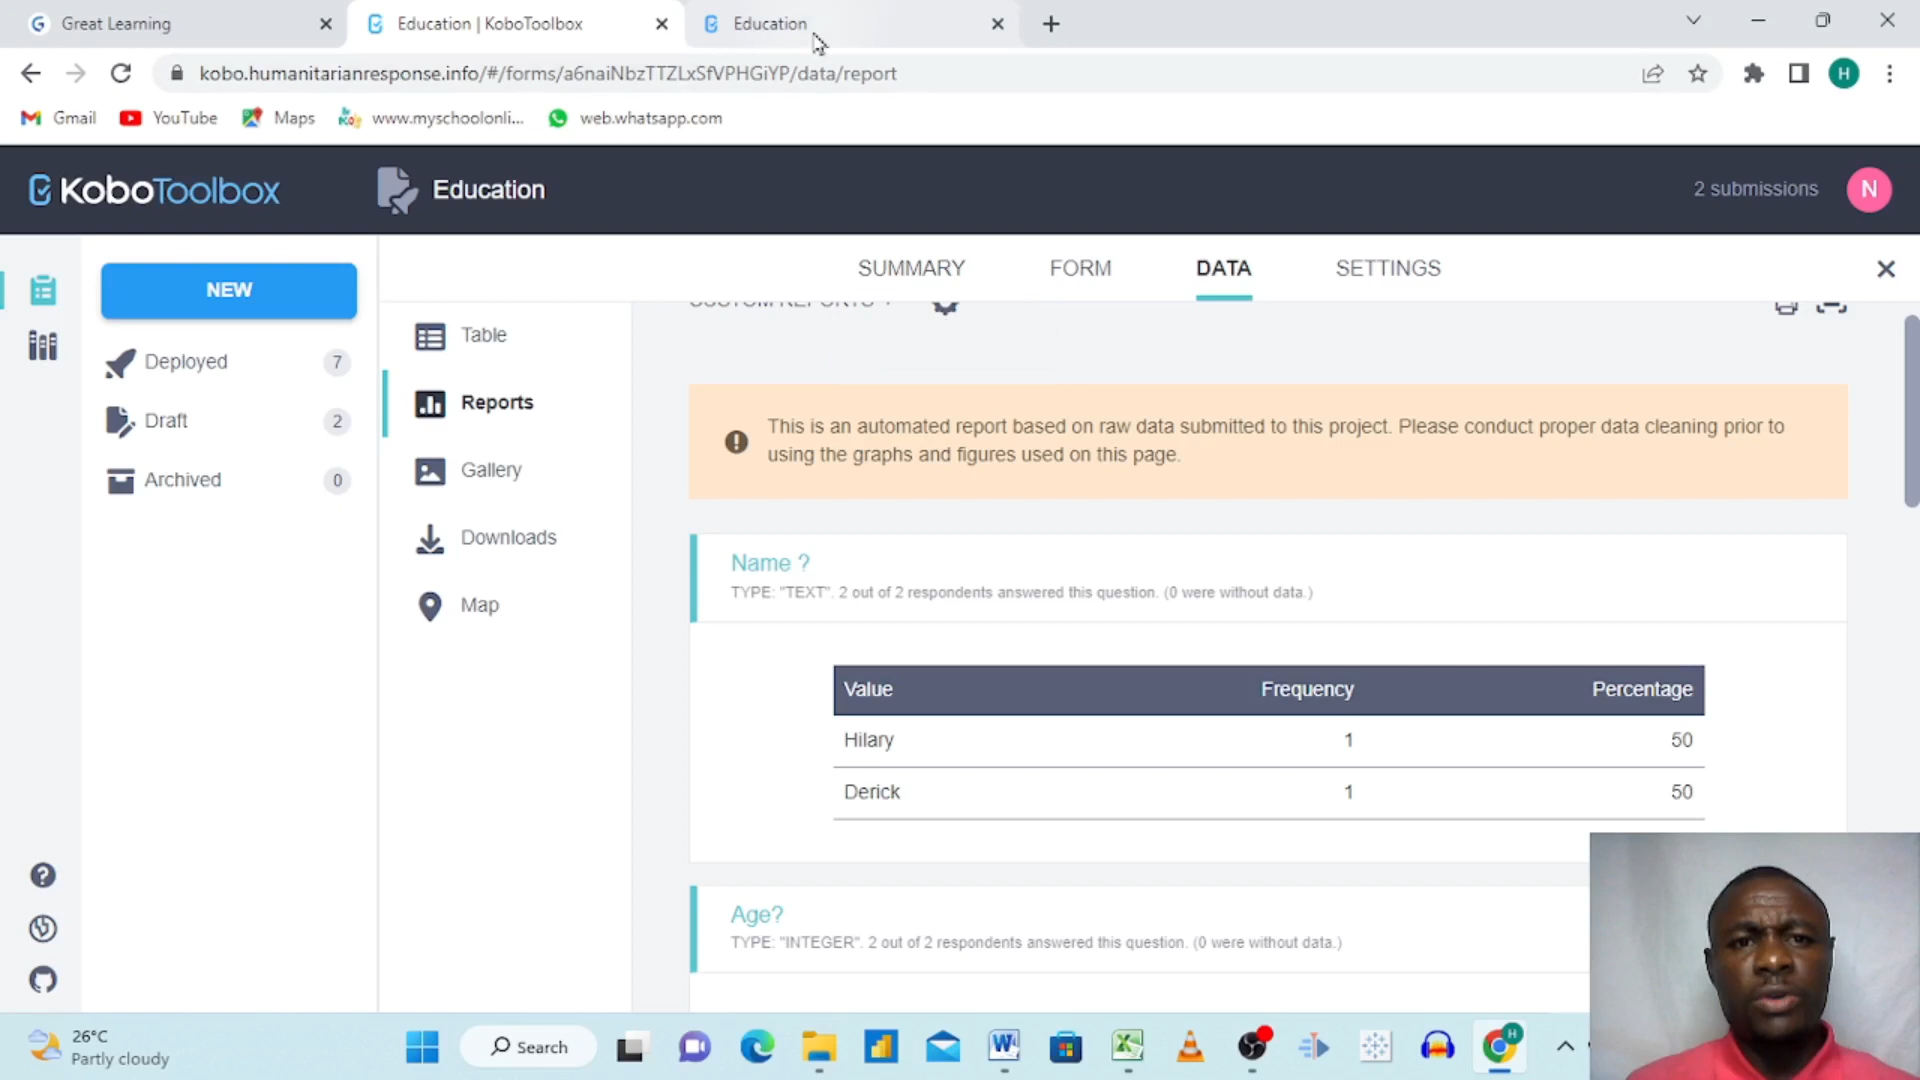 Great Learning
Education | KoboToolbox
Education
kobo.humanitarianresponse.info/#/forms/a6naiNbzTTZLxSfVPHGiYP/data/report
H
Gmail
YouTube
Maps
www.myschoolonli...
web.whatsapp.com
KoboToolbox
Education
2 submissions
N
NEW
SUMMARY
FORM
DATA
SETTINGS
CUSTOM REPORTS
Deployed 7
Draft 2
Archived 0
Table
Reports
Gallery
Downloads
Map
This is an automated report based on raw data submitted to this project. Please conduct proper data cleaning prior to
using the graphs and figures used on this page.
Name ?
TYPE: "TEXT". 2 out of 2 respondents answered this question. (0 were without data.)
Value Frequency Percentage
Hilary 1 50
Derick 1 50
Age?
TYPE: "INTEGER". 2 out of 2 respondents answered this question. (0 were without data.)
26°C
Partly cloudy
Search
H